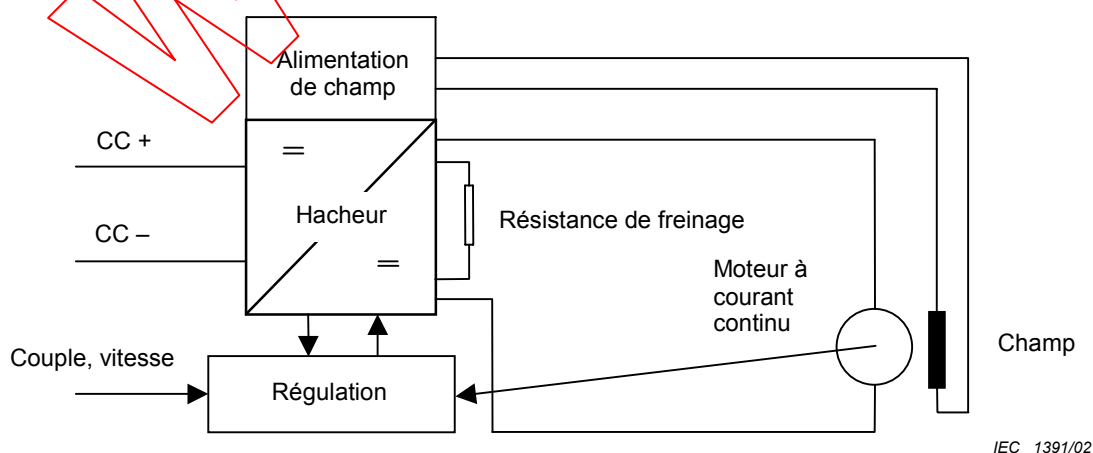 Alimentation
de champ
CC +
Hacheur
CC –
Résistance de freinage
Moteur à
courant
continu
Couple, vitesse
Régulation
Champ
IEC 1391/02